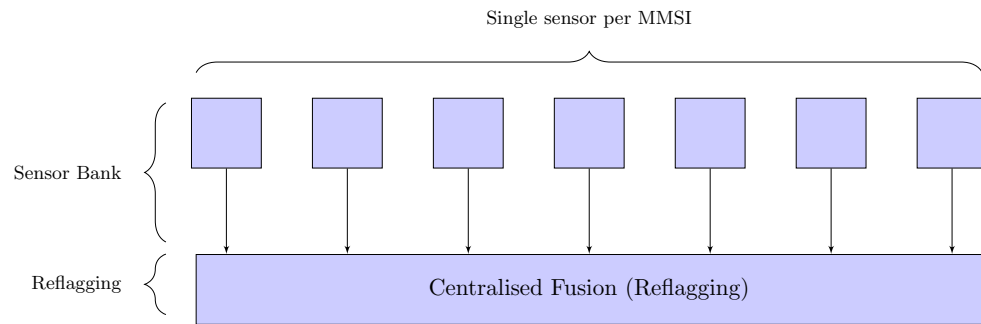 Single sensor per MMSI
Sensor Bank
Reflagging
Centralised Fusion (Reflagging)